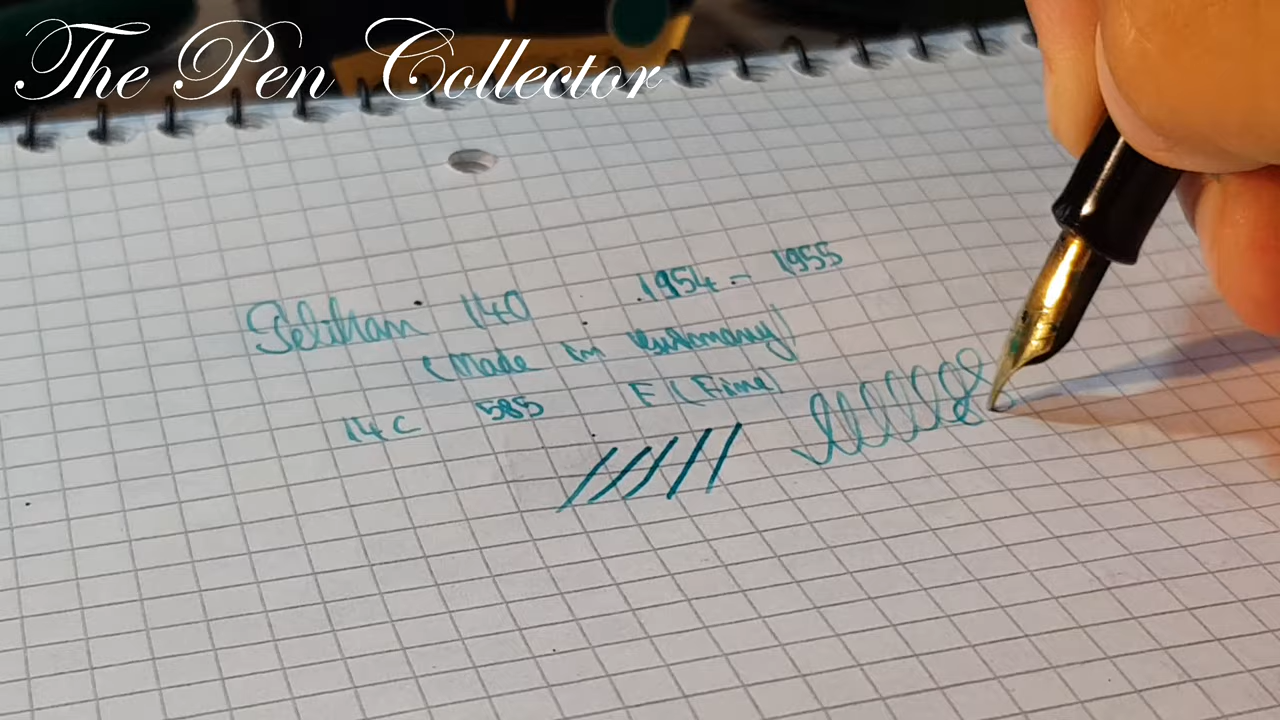 The Pen Collector
Pelikan 140 1954 - 1955
(Made in Germany)
14C 585 F (Fine)